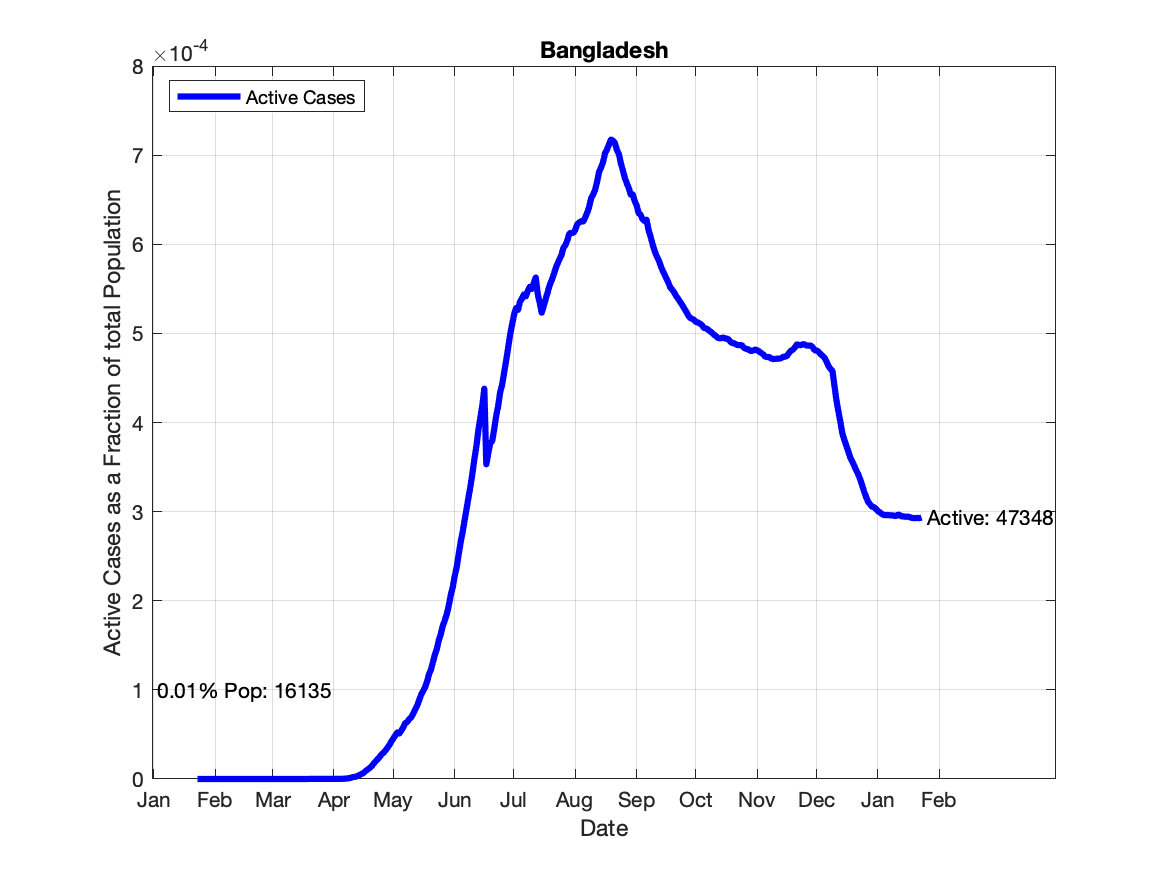 Bangladesh
×10-4
Active Cases
8
7
6
5
4
3
2
1
0
Active Cases as a Fraction of total Population
0.01% Pop: 16135
Active: 47348
Jan Feb Mar Apr May Jun Jul Aug Sep Oct Nov Dec Jan Feb
Date